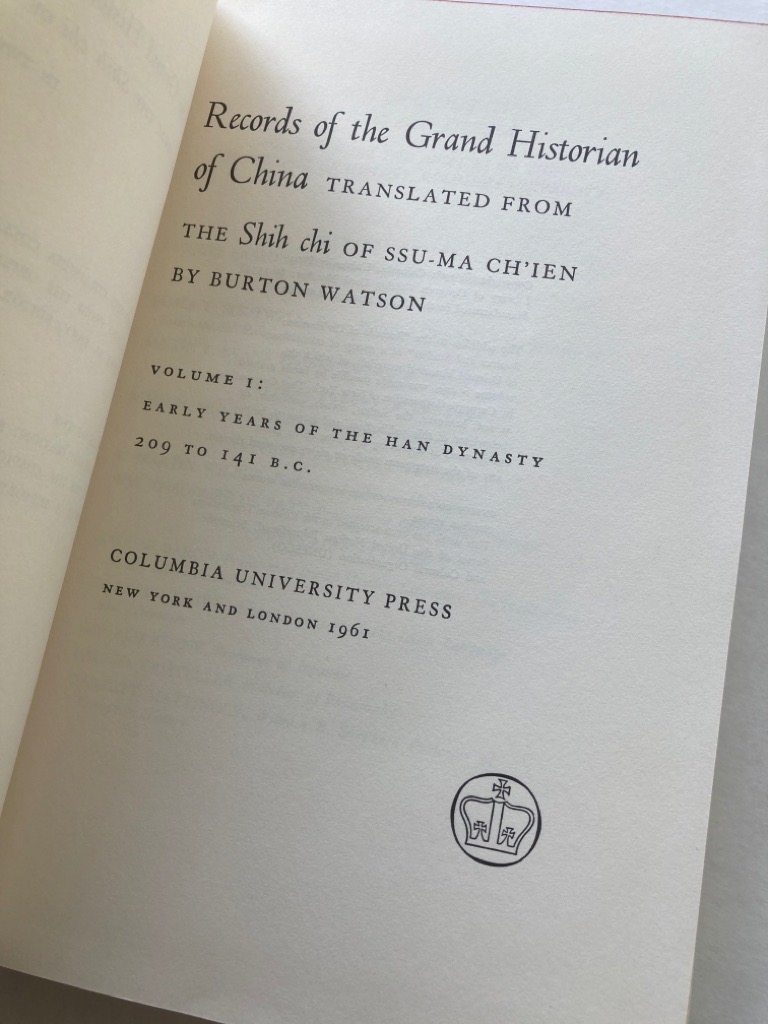 Records of the Grand Historian
of China TRANSLATED FROM
THE Shih chi OF SSU-MA CH'IEN
BY BURTON WATSON
VOLUME I:
EARLY YEARS OF THE HAN DYNASTY
209 TO 141 B.C.
COLUMBIA UNIVERSITY PRESS
NEW YORK AND LONDON 1961